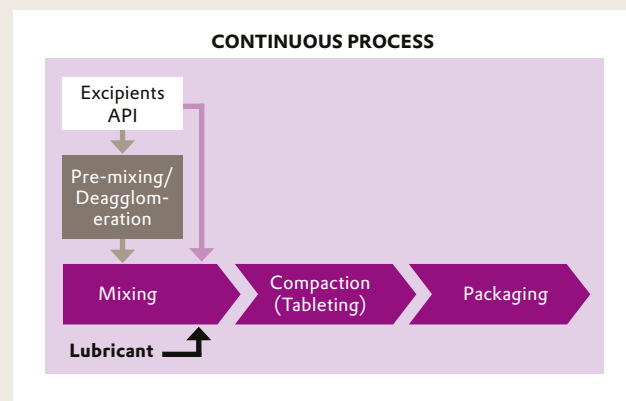 CONTINUOUS PROCESS
Excipients
API
Pre-mixing/
Deagglom-
eration
Mixing
Compaction
(Tableting)
Packaging
Lubricant